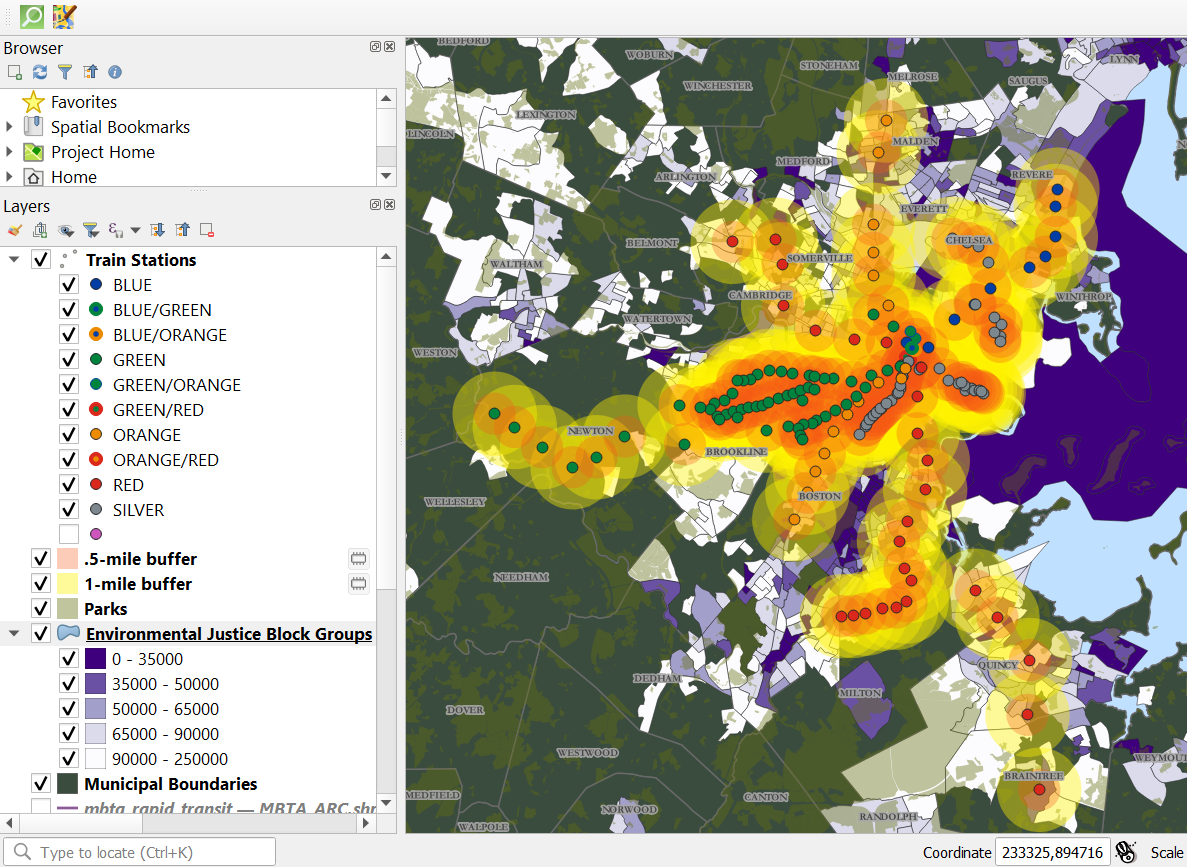 Browser
Favorites
Spatial Bookmarks
Project Home
Home
Layers
Train Stations
BLUE
BLUE/GREEN
BLUE/ORANGE
GREEN
GREEN/ORANGE
GREEN/RED
ORANGE
ORANGE/RED
RED
SILVER
.5-mile buffer
1-mile buffer
Parks
Environmental Justice Block Groups
0 - 35000
35000 - 50000
50000 - 65000
65000 - 90000
90000 - 250000
Municipal Boundaries
mbta_rapid_transit — MBTA_ARC.shr
BEDFORD
WOBURN
STONEHAM
LYNN
MELROSE
SAUGUS
WINCHESTER
LEXINGTON
LINCOLN
MALDEN
MEDFORD
ARLINGTON
REVERE
EVERETT
BELMONT
CHELSEA
SOMERVILLE
WALTHAM
CAMBRIDGE
WINTHROP
WATERTOWN
WESTON
NEWTON
BROOKLINE
BOSTON
WELLESLEY
NEEDHAM
QUINCY
DEDHAM
MILTON
DOVER
WESTWOOD
WEYMOUT
BRAINTREE
MEDFIELD
CANTON
NORWOOD
RANDOLPH
WALPOLE
Type to locate (Ctrl+K)
Coordinate 233325,894716 Scale